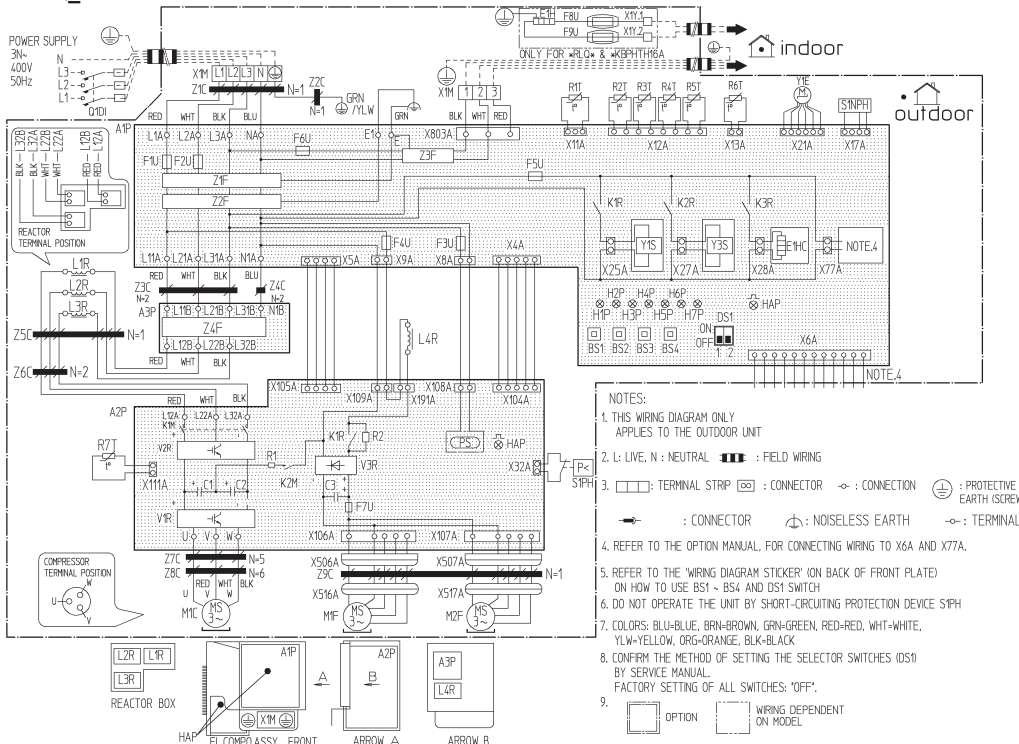 POWER SUPPLY
3N~
400V
50Hz
N
L3
L2
L1
Q1DI
X1M L1 L2 L3 N
Z1C N=1
Z2C
N=1
GRN
/YLW
GRN
E1H F8U X1Y.1
F9U X1Y.2
ONLY FOR *RLQ* & *KBPHTH16A
indoor
outdoor
X1M 1 2 3
BLK WHT RED
R1T R2T R3T R4T R5T R6T Y1E M S1NPH
RED WHT BLK BLU
A1P L1A L2A L3A NA E1 E X803A X11A X12A X13A X21A X17A
F1U F2U F6U Z3F F5U
Z1F
Z2F
BLK L32B
BLK L32A
WHT L22B
WHT L22A
RED L12B
RED L12A
REACTOR
TERMINAL POSITION
K1R K2R K3R
Y1S Y3S E1HC NOTE.4
X25A X27A X28A X77A
F4U F3U
L11A L21A L31A N1A X5A X9A X8A X4A
RED WHT BLK BLU
L1R
L2R
L3R
Z3C
N=2
Z4C
N=2
A3P L11B L21B L31B N1B
Z4F
L12B L22B L32B
RED WHT BLK
Z5C N=1
Z6C N=2
L4R
H2P H4P H6P
H1P H3P H5P H7P
HAP
BS1 BS2 BS3 BS4
DS1
ON
OFF
1 2
X6A
NOTE.4
X105A X109A X191A X108A X104A
RED WHT BLK
A2P
L12A L22A L32A
K1M
R7T
X111A
V2R
C1 C2
V1R
R1
K2M
K1R R2
V3R
C3
F7U
PS
HAP
X32A
P<
S1PH
U V W
X106A X107A
Z7C N=5
Z8C N=6
RED WHT BLK
U V W
M1C MS 3~
X506A X507A
Z9C N=1
X516A X517A
M1F MS 3~
M2F MS 3~
COMPRESSOR
TERMINAL POSITION
W
U
V
NOTES:
1. THIS WIRING DIAGRAM ONLY
APPLIES TO THE OUTDOOR UNIT
2. L: LIVE, N : NEUTRAL : FIELD WIRING
3. : TERMINAL STRIP : CONNECTOR : CONNECTION : PROTECTIVE
EARTH (SCREW
: CONNECTOR : NOISELESS EARTH : TERMINAL
4. REFER TO THE OPTION MANUAL, FOR CONNECTING WIRING TO X6A AND X77A.
5. REFER TO THE 'WIRING DIAGRAM STICKER' (ON BACK OF FRONT PLATE)
ON HOW TO USE BS1 ~ BS4 AND DS1 SWITCH
6. DO NOT OPERATE THE UNIT BY SHORT-CIRCUITING PROTECTION DEVICE S1PH
7. COLORS: BLU=BLUE, BRN=BROWN, GRN=GREEN, RED=RED, WHT=WHITE,
YLW=YELLOW, ORG=ORANGE, BLK=BLACK
8. CONFIRM THE METHOD OF SETTING THE SELECTOR SWITCHES (DS1)
BY SERVICE MANUAL.
FACTORY SETTING OF ALL SWITCHES: "OFF".
9. OPTION WIRING DEPENDENT
ON MODEL
L2R L1R
L3R
REACTOR BOX
A1P
X1M
HAP
EL.COMPO.ASSY. FRONT
A
A2P
B
ARROW A
A3P
L4R
ARROW B